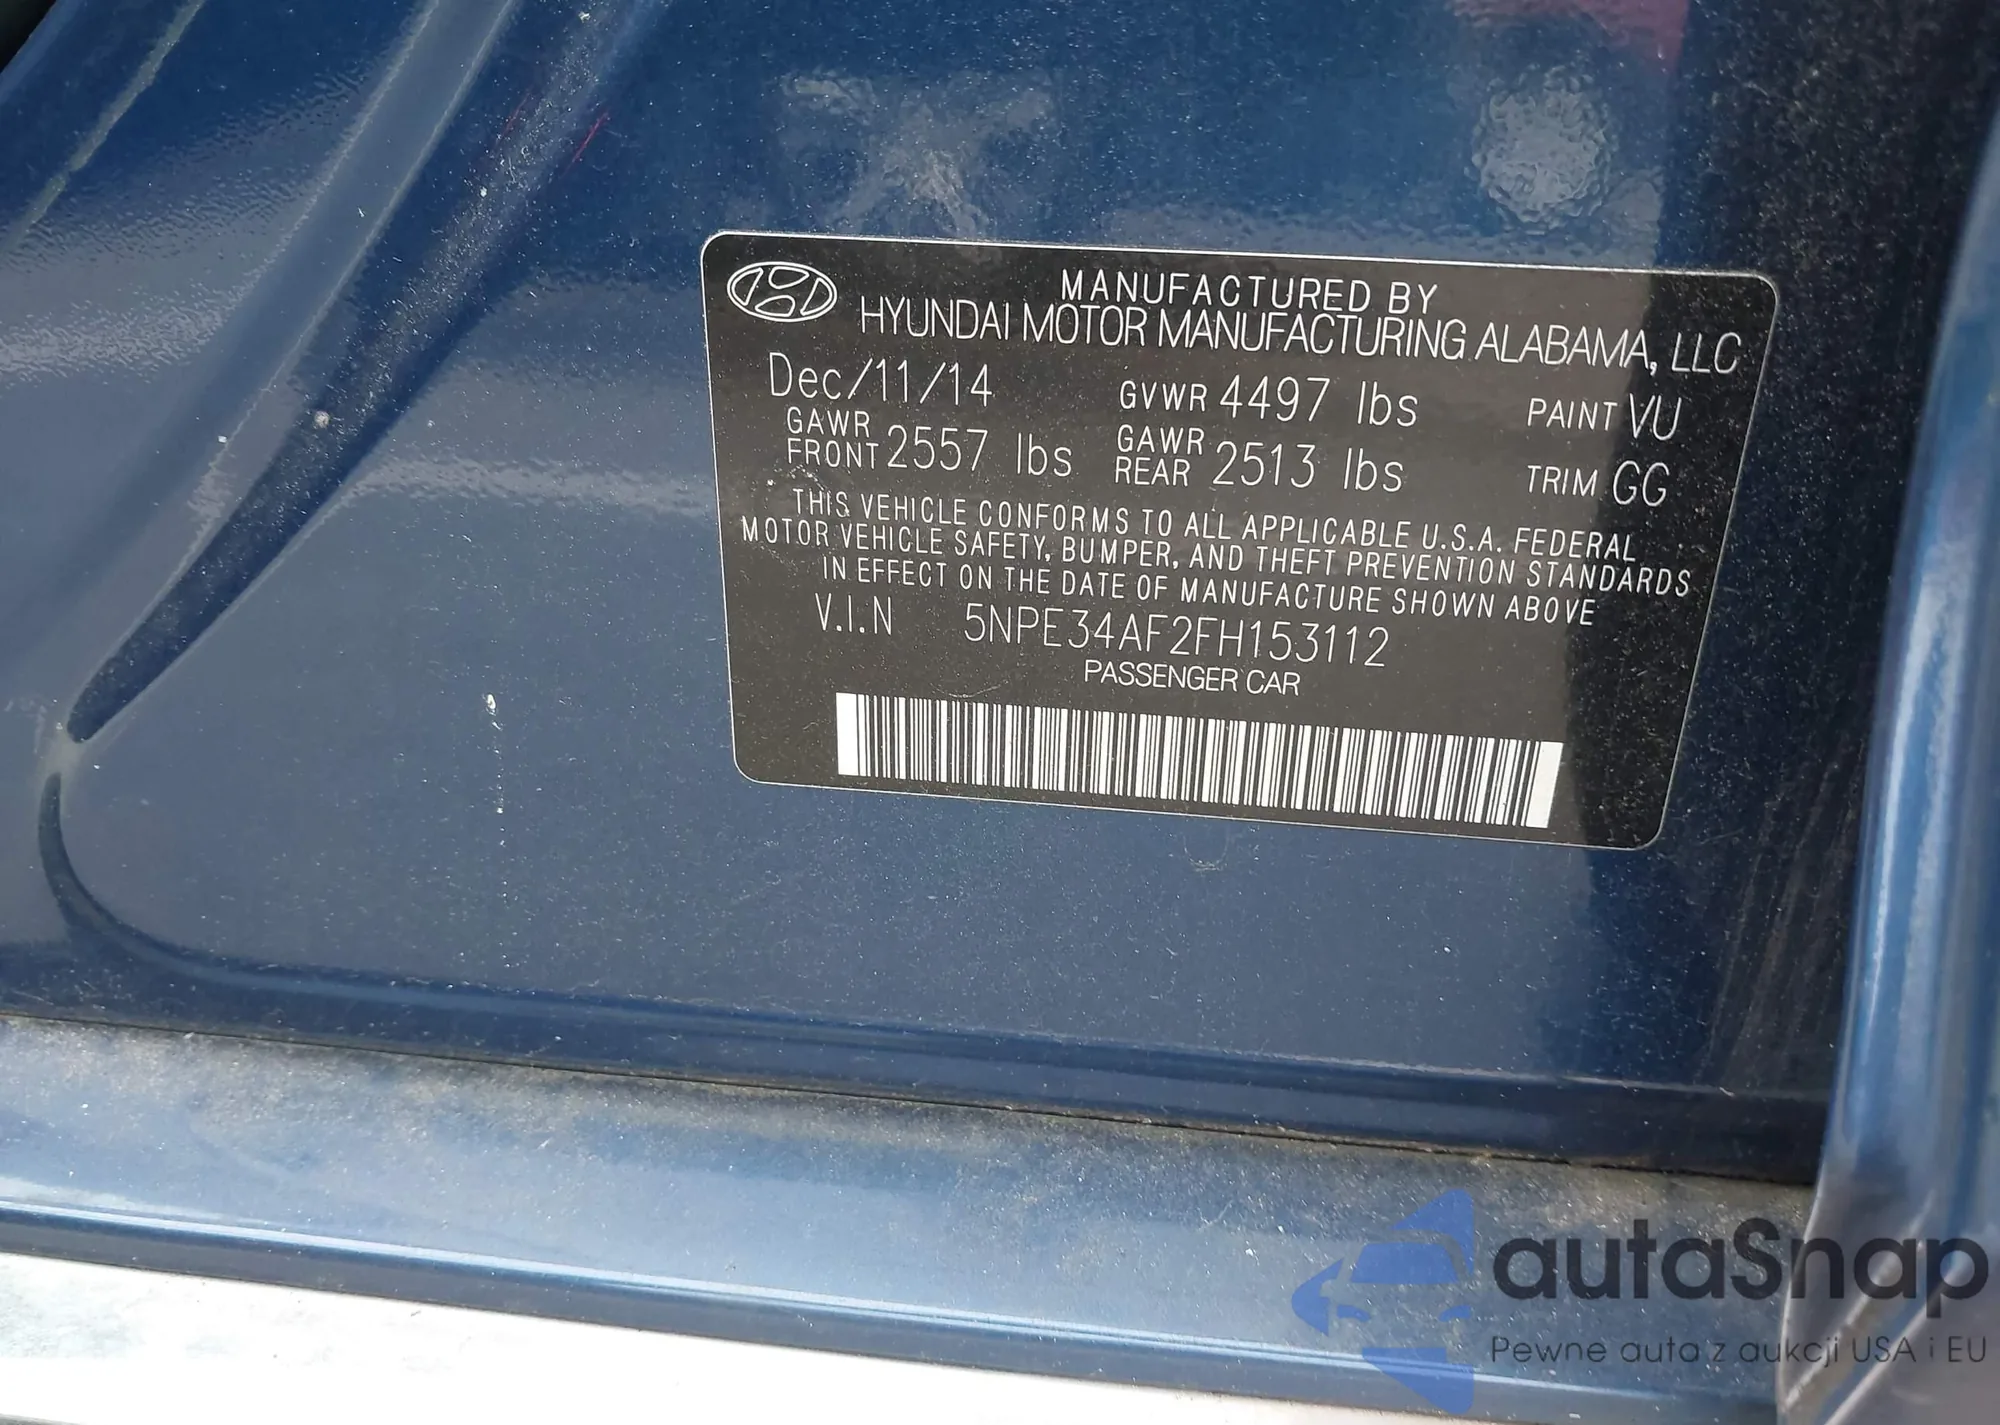 MANUFACTURED BY
HYUNDAI MOTOR MANUFACTURING ALABAMA, LLC
Dec/11/14 GVWR 4497 lbs PAINT VU
GAWR FRONT 2557 lbs GAWR REAR 2513 lbs TRIM GG
THIS VEHICLE CONFORMS TO ALL APPLICABLE U.S.A. FEDERAL
MOTOR VEHICLE SAFETY, BUMPER, AND THEFT PREVENTION STANDARDS
IN EFFECT ON THE DATE OF MANUFACTURE SHOWN ABOVE
V.I.N 5NPE34AF2FH153112
PASSENGER CAR
autaSnap
Pewne auta z aukcji USA i EU